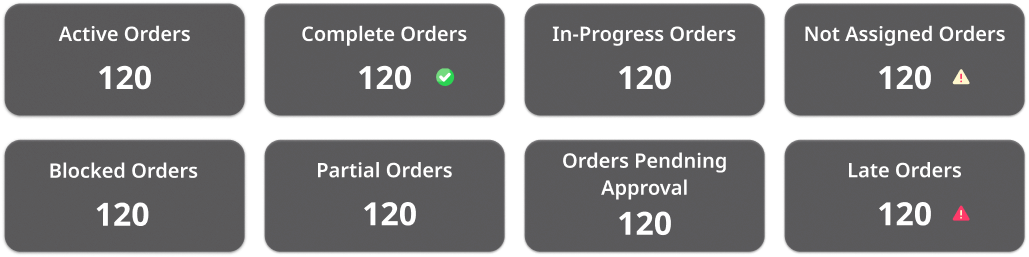 Active Orders
120
Complete Orders
120
In-Progress Orders
120
Not Assigned Orders
120
Blocked Orders
120
Partial Orders
120
Orders Pendning
Approval
120
Late Orders
120